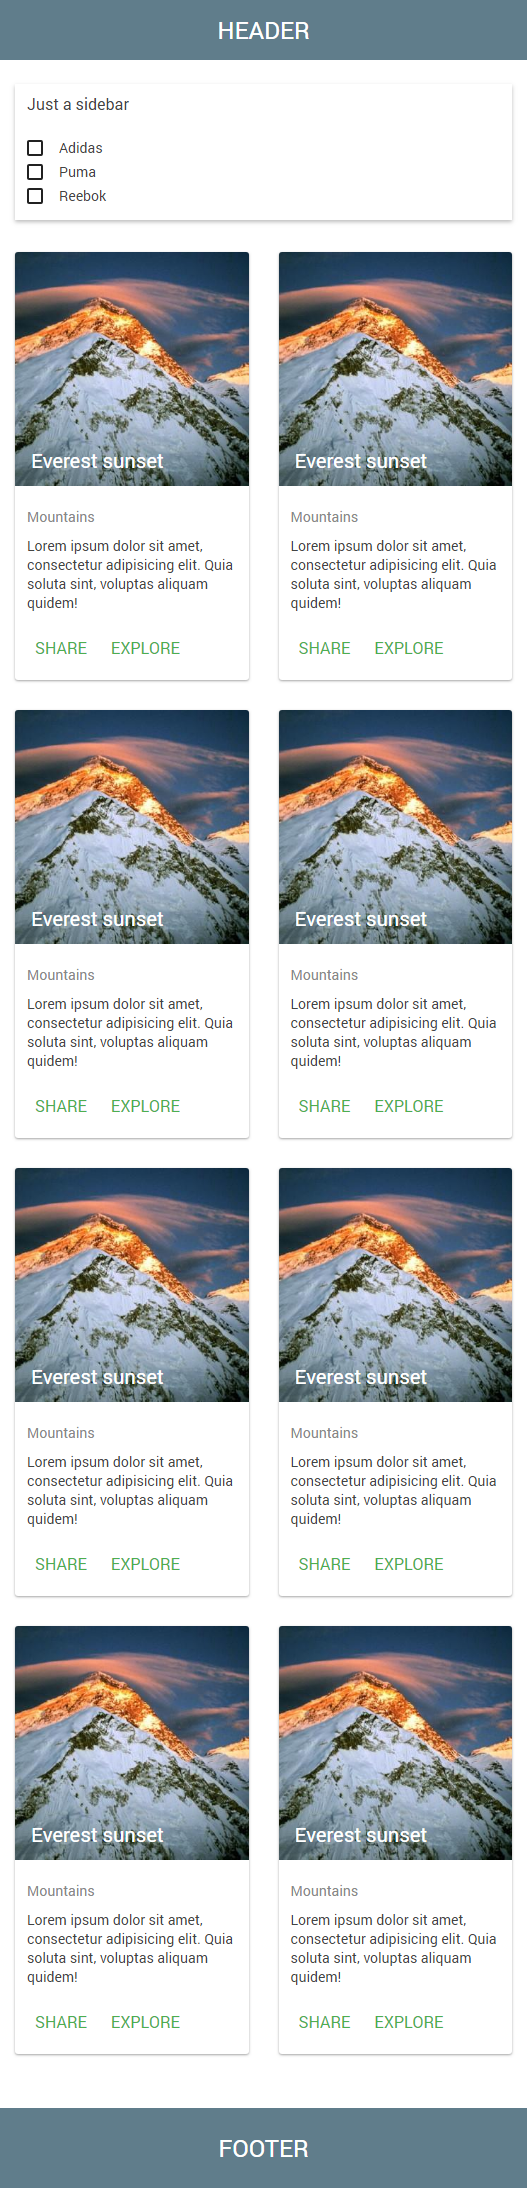 HEADER
Just a sidebar
Adidas
Puma
Reebok
Everest sunset
Mountains
Lorem ipsum dolor sit amet,
consectetur adipisicing elit. Quia
soluta sint, voluptas aliquam
quidem!
SHARE EXPLORE
Everest sunset
Mountains
Lorem ipsum dolor sit amet,
consectetur adipisicing elit. Quia
soluta sint, voluptas aliquam
quidem!
SHARE EXPLORE
Everest sunset
Mountains
Lorem ipsum dolor sit amet,
consectetur adipisicing elit. Quia
soluta sint, voluptas aliquam
quidem!
SHARE EXPLORE
Everest sunset
Mountains
Lorem ipsum dolor sit amet,
consectetur adipisicing elit. Quia
soluta sint, voluptas aliquam
quidem!
SHARE EXPLORE
Everest sunset
Mountains
Lorem ipsum dolor sit amet,
consectetur adipisicing elit. Quia
soluta sint, voluptas aliquam
quidem!
SHARE EXPLORE
Everest sunset
Mountains
Lorem ipsum dolor sit amet,
consectetur adipisicing elit. Quia
soluta sint, voluptas aliquam
quidem!
SHARE EXPLORE
Everest sunset
Mountains
Lorem ipsum dolor sit amet,
consectetur adipisicing elit. Quia
soluta sint, voluptas aliquam
quidem!
SHARE EXPLORE
Everest sunset
Mountains
Lorem ipsum dolor sit amet,
consectetur adipisicing elit. Quia
soluta sint, voluptas aliquam
quidem!
SHARE EXPLORE
FOOTER